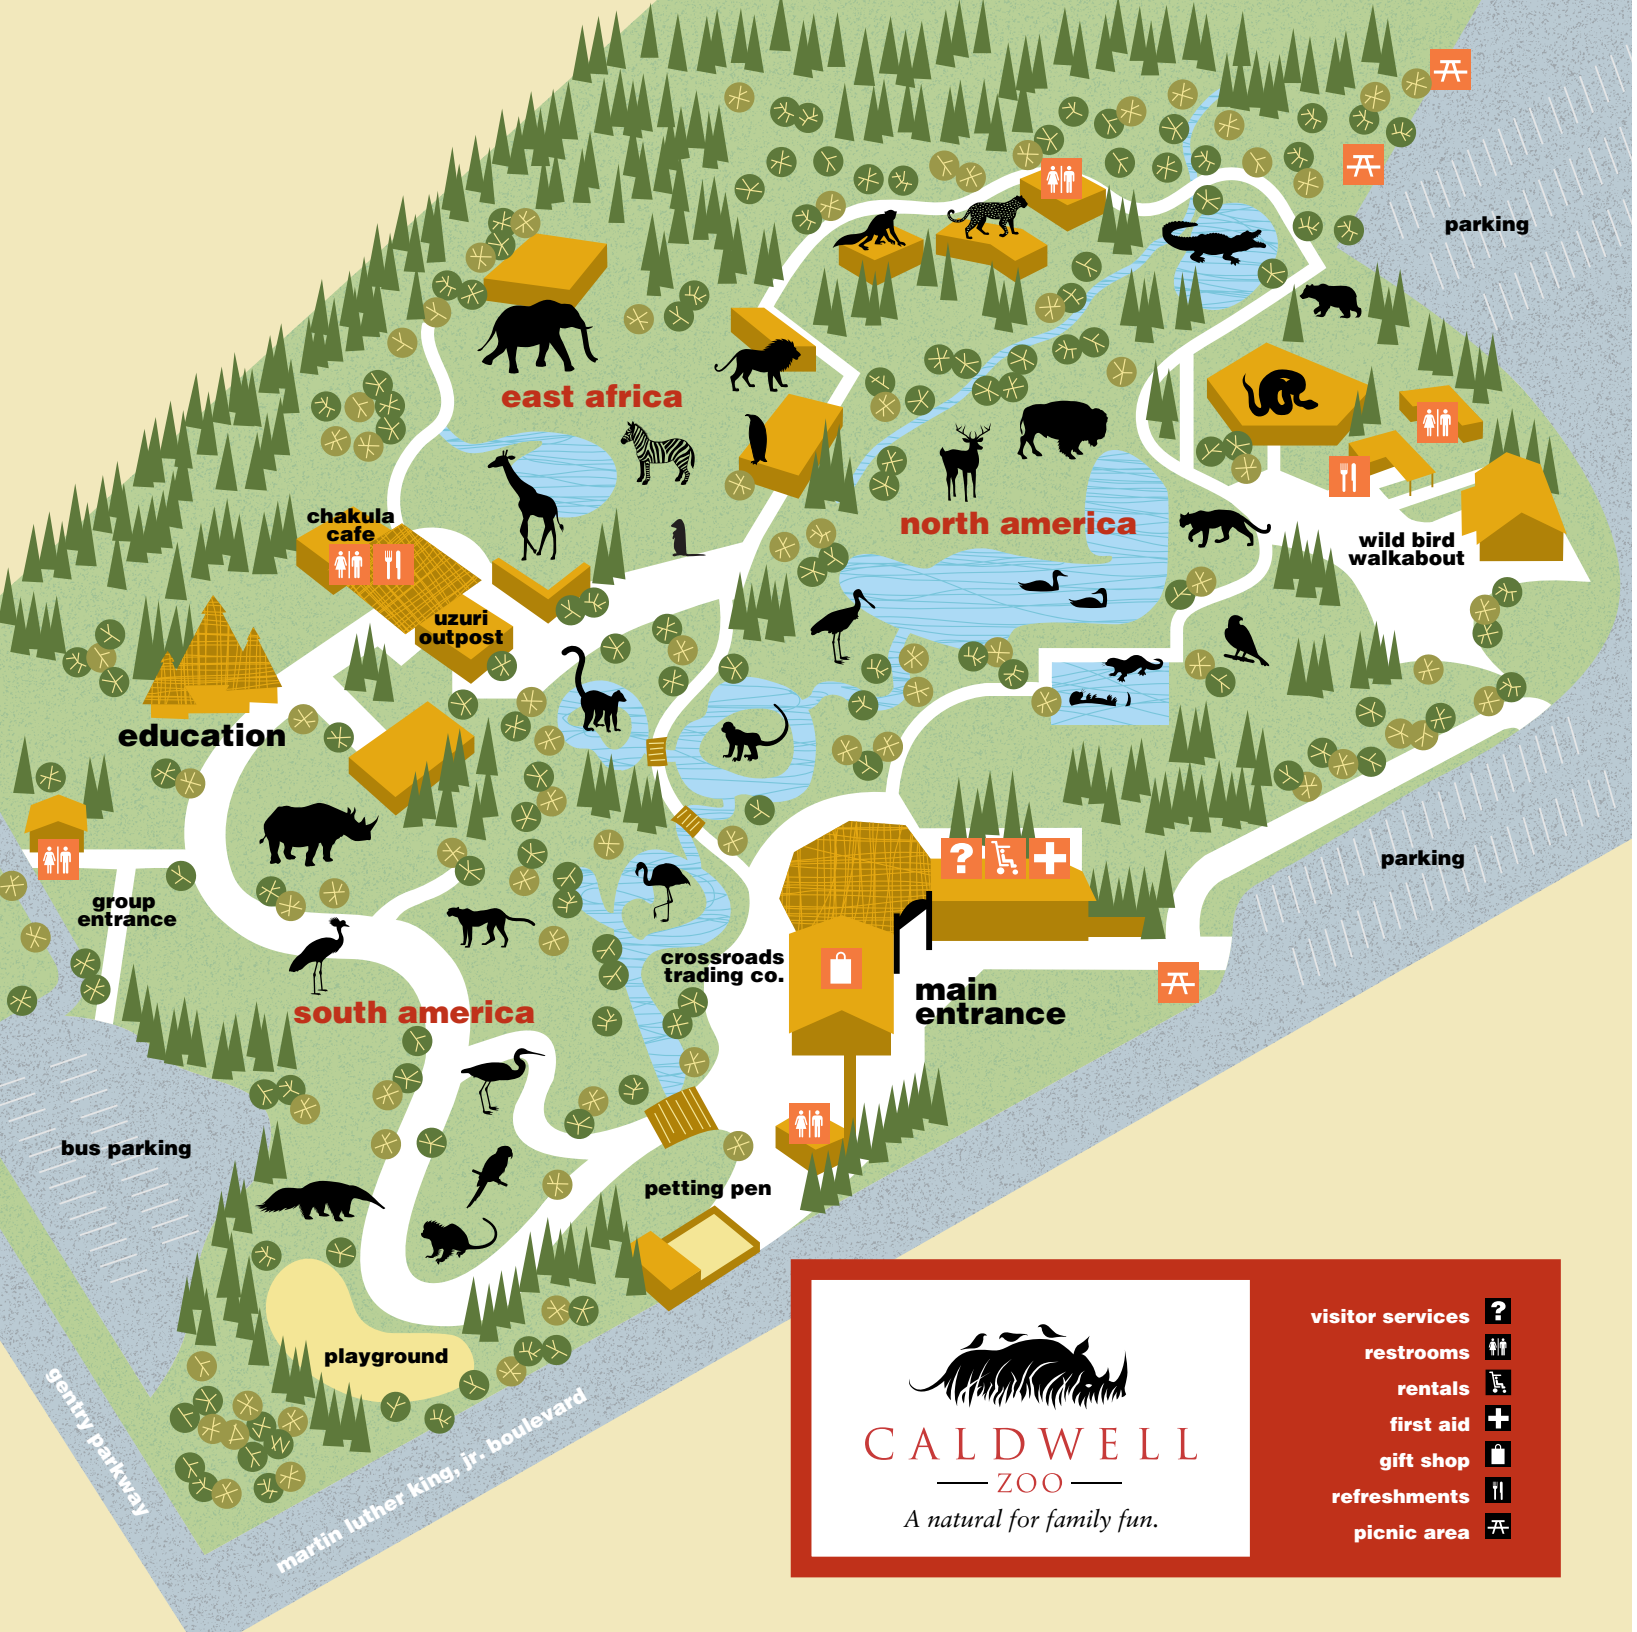 parking
east africa
chakula
cafe
north america
wild bird
walkabout
uzuri
outpost
education
parking
group
entrance
crossroads
trading co.
main
entrance
south america
bus parking
petting pen
playground
gentry parkway
martin luther king, jr. boulevard
?
CALDWELL
ZOO
A natural for family fun.
visitor services ?
restrooms
rentals
first aid
gift shop
refreshments
picnic area